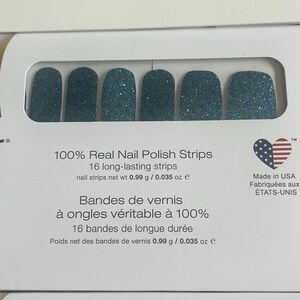 100% Real Nail Polish Strips
16 long-lasting strips
nail strips net wt 0.99 g / 0.035 oz e
Bandes de vernis
à ongles véritable à 100%
16 bandes de longue durée
Poids net des bandes de vernis 0.99 g / 0.035 oz e
TM
Made in USA
Fabriquées aux
ÉTATS-UNIS